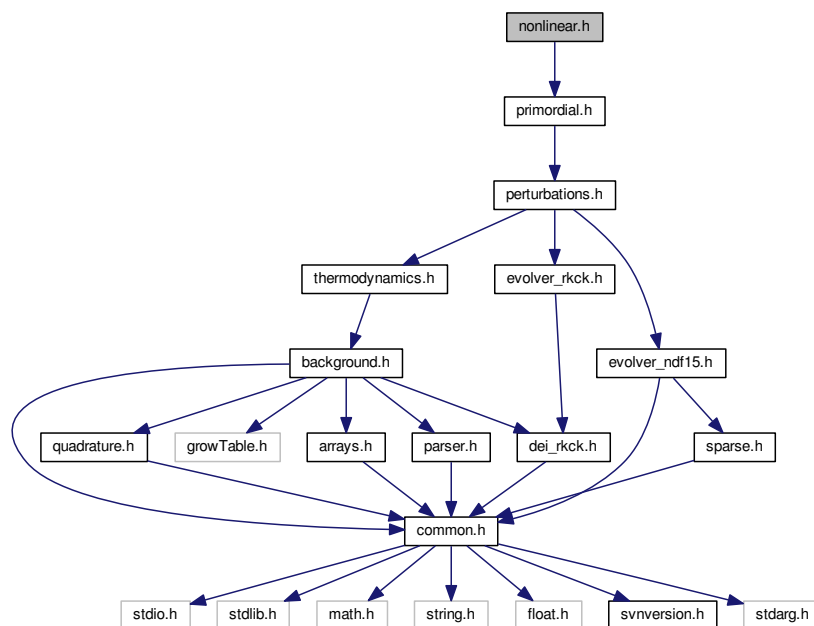 nonlinear.h
primordial.h
perturbations.h
thermodynamics.h
evolver_rkck.h
background.h
evolver_ndf15.h
quadrature.h
growTable.h
arrays.h
parser.h
dei_rkck.h
sparse.h
common.h
stdio.h
stdlib.h
math.h
string.h
float.h
svnversion.h
stdarg.h